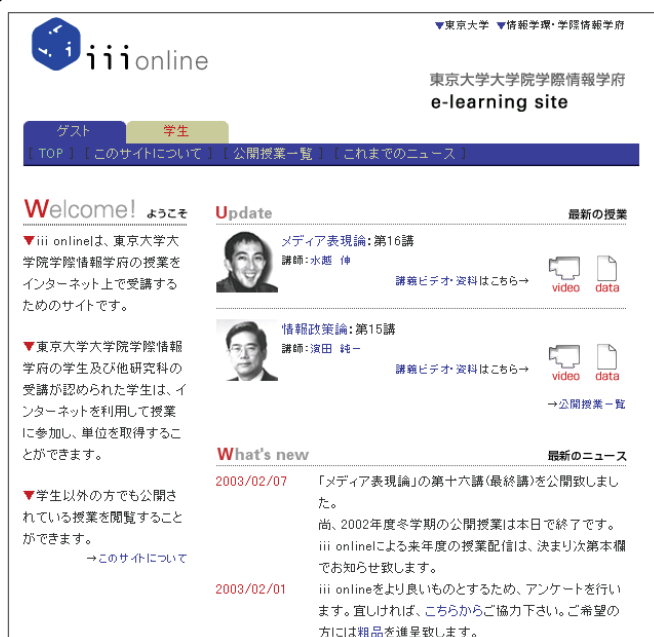 ▼東京大学 ▼情報学環・学際情報学府
iii online
東京大学大学院学際情報学府
e-learning site
ゲスト 学生
[ TOP ] [ このサイトについて ] [ 公開授業一覧 ] [ これまでのニュース ]
Welcome! ようこそ
▼iii onlineは、東京大学大
学院学際情報学府の授業を
インターネット上で受講する
ためのサイトです。
▼東京大学大学院学際情報
学府の学生及び他研究科の
受講が認められた学生は、イ
ンターネットを利用して授業
に参加し、単位を取得するこ
とができます。
▼学生以外の方でも公開さ
れている授業を閲覧すること
ができます。
→このサイトについて
Update 最新の授業
メディア表現論:第16講
講師:水越 伸
講義ビデオ・資料はこちら→
video data
情報政策論:第15講
講師:濱田 純一
講義ビデオ・資料はこちら→
video data
→公開授業一覧
What's new 最新のニュース
2003/02/07 「メディア表現論」の第十六講(最終講)を公開致しまし
た。
尚、2002年度冬学期の公開授業は本日で終了です。
iii onlineによる来年度の授業配信は、決まり次第本欄
でお知らせ致します。
2003/02/01 iii onlineをより良いものとするため、アンケートを行い
ます。宜しければ、こちらからご協力下さい。ご希望の
方には粗品を進呈致します。